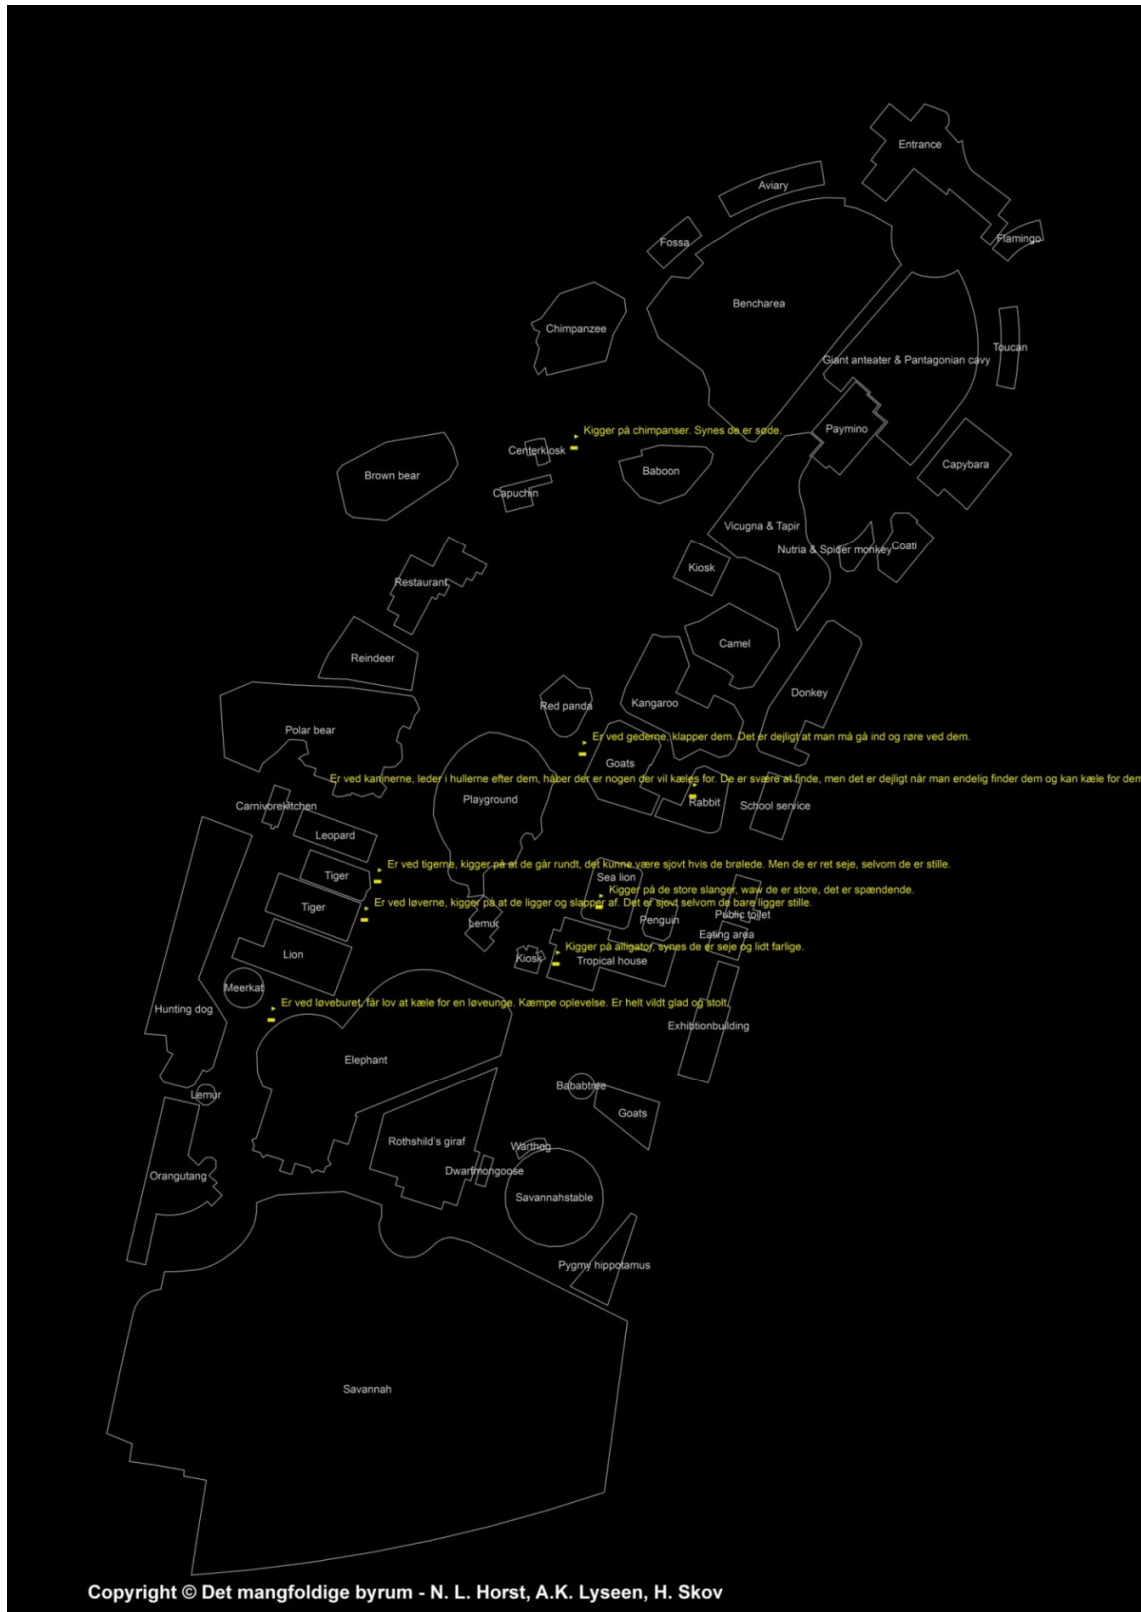 Entrance
Aviary
Flamingo
Fossa
Bencharea
Chimpanzee
Toucan
Giant anteater & Pantagonian cavy
Paymino
Kigger på chimpanser. Synes de er søde.
Centerkiosk
Baboon
Capybara
Brown bear
Capuchin
Vicugna & Tapir
Nutria & Spider monkey
Coati
Kiosk
Restaurant
Camel
Reindeer
Donkey
Kangaroo
Red panda
Polar bear
Er ved gederne, klapper dem. Det er dejligt at man må gå ind og røre ved dem.
Goats
Er ved kaninerne, leder i hullerne efter dem, håber der er nogen der vil kæles for. De er svære at finde, men det er dejligt når man endelig finder dem og kan kæle for dem
Playground
Rabbit
School service
Carnivorekitchen
Leopard
Er ved tigerne, kigger på at de går rundt, det kunne være sjovt hvis de brølede. Men de er ret seje, selvom de er stille.
Tiger
Sea lion
Kigger på de store slanger, waw de er store, det er spændende.
Er ved løverne, kigger på at de ligger og slapper af. Det er sjovt selvom de bare ligger stille.
Tiger
Public toilet
Penguin
Lemur
Eating area
Kigger på alligator, synes de er seje og lidt farlige.
Lion
Kiosk
Tropical house
Meerkat
Er ved løveburet, får lov at kæle for en løveunge. Kæmpe oplevelse. Er helt vildt glad og stolt.
Hunting dog
Exhibtionbuilding
Elephant
Bababtree
Lemur
Goats
Rothshild's giraf
Warthog
Dwarfmongoose
Orangutang
Savannahstable
Pygmy hippotamus
Savannah
Copyright © Det mangfoldige byrum - N. L. Horst, A.K. Lyseen, H. Skov